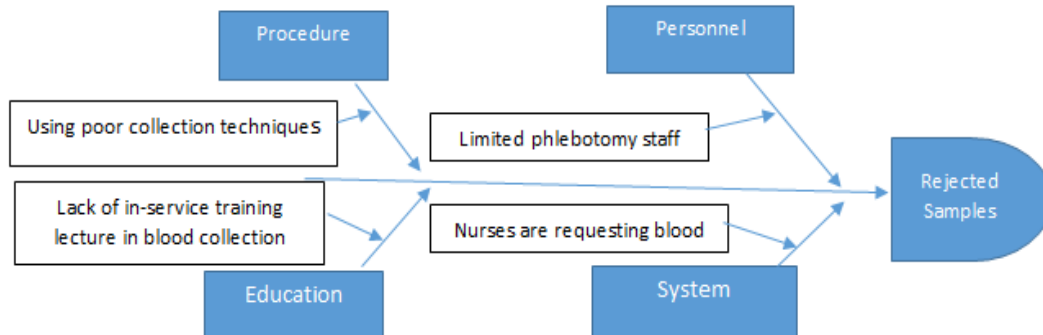 Procedure
Personnel
Using poor collection techniques
Limited phlebotomy staff
Rejected
Samples
Lack of in-service training
lecture in blood collection
Nurses are requesting blood
Education
System